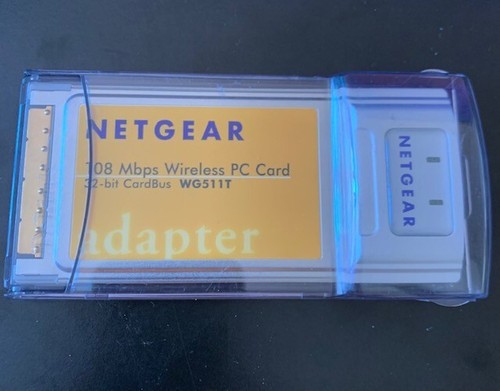 NETGEAR
108 Mbps Wireless PC Card
32-bit CardBus WG511T
adapter
NETGEAR